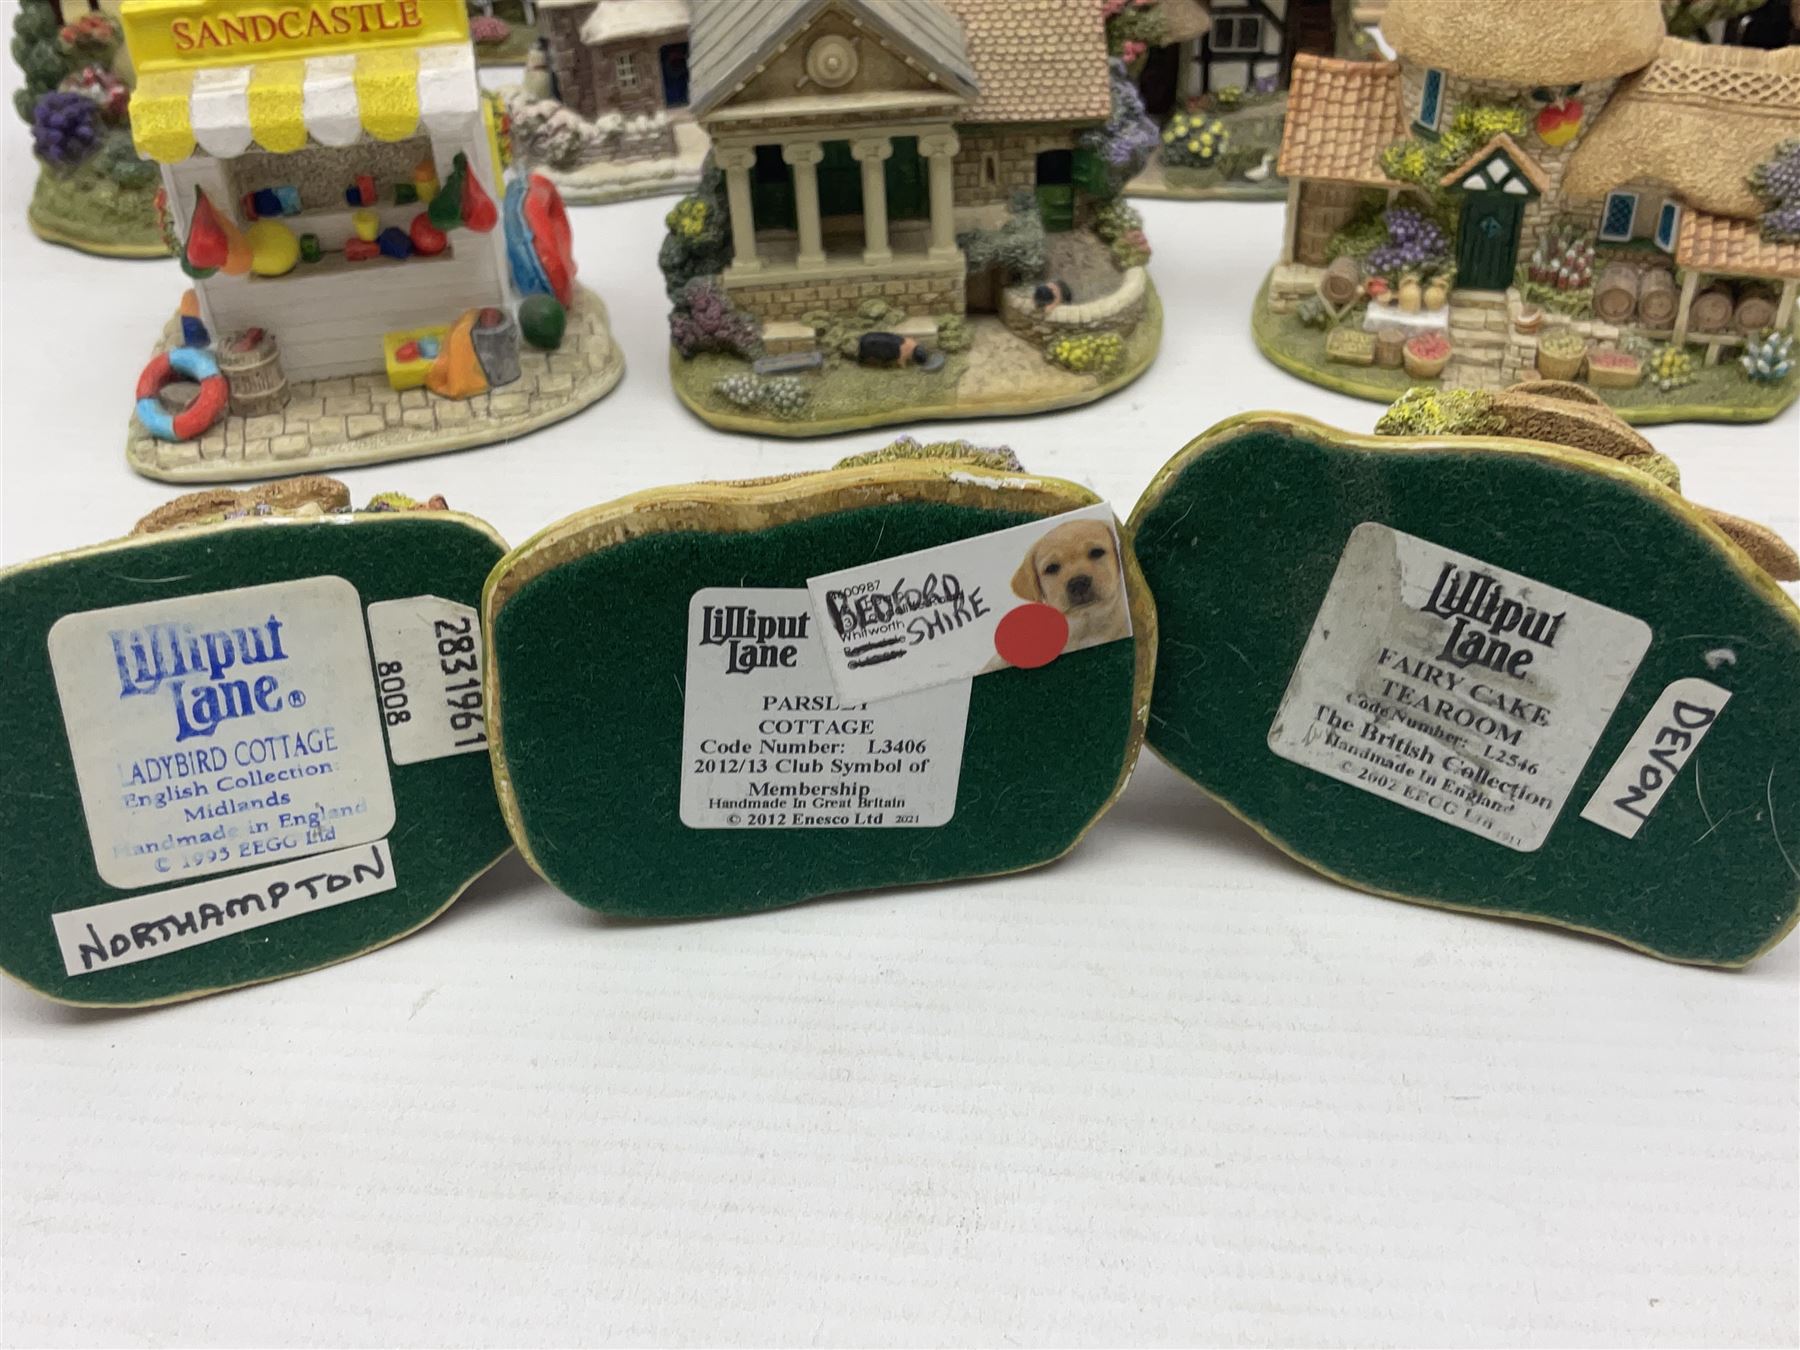 SANDCASTLE
Lilliput
Lane®
LADYBIRD COTTAGE
English Collection:
Midlands
Handmade in England
© 1995 EEGG Ltd
2831961
8008
NORTHAMPTON
Lilliput
Lane
PARSLEY
COTTAGE
Code Number: L3406
2012/13 Club Symbol of
Membership
Handmade In Great Britain
© 2012 Enesco Ltd 2021
BEDFORD
SHIRE
Whitworth
Lilliput
Lane
FAIRY CAKE
TEAROOM
Code Number: L2546
The British Collection
Handmade In England
© 2002 EEGG Ltd
DEVON